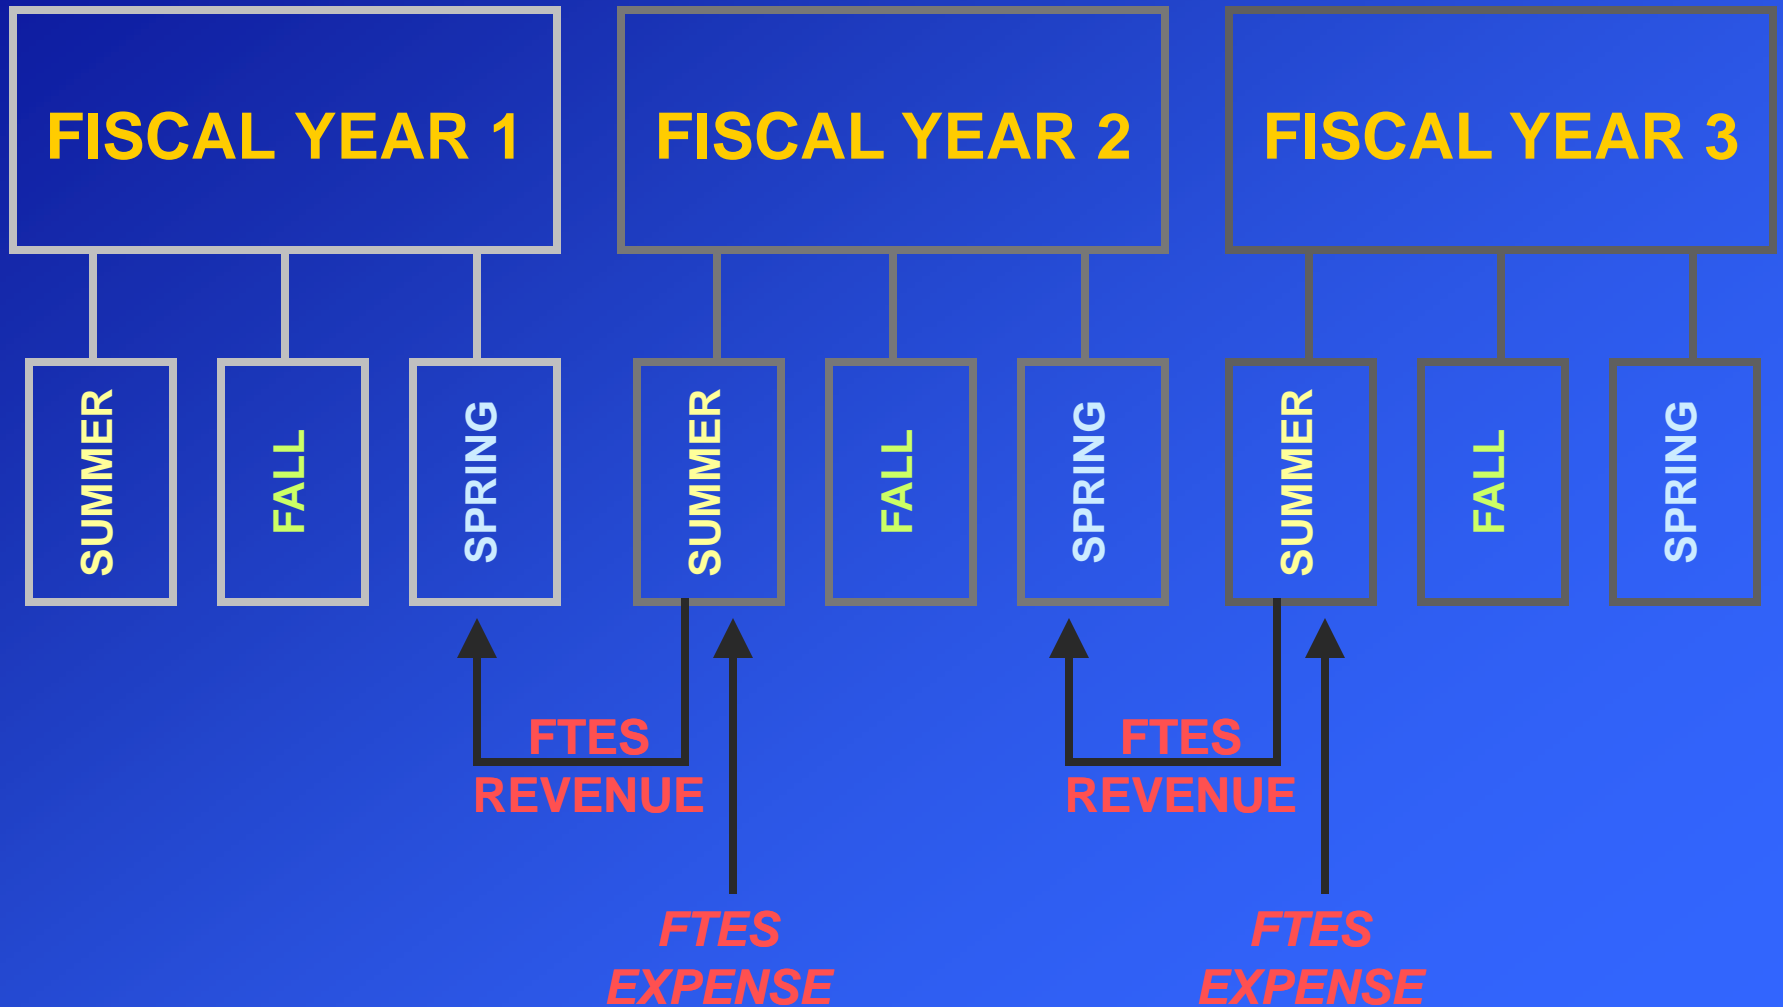 FISCAL YEAR 1
FISCAL YEAR 2
FISCAL YEAR 3
SUMMER
FALL
SPRING
SUMMER
FALL
SPRING
SUMMER
FALL
SPRING
FTES
REVENUE
FTES
REVENUE
FTES
EXPENSE
FTES
EXPENSE